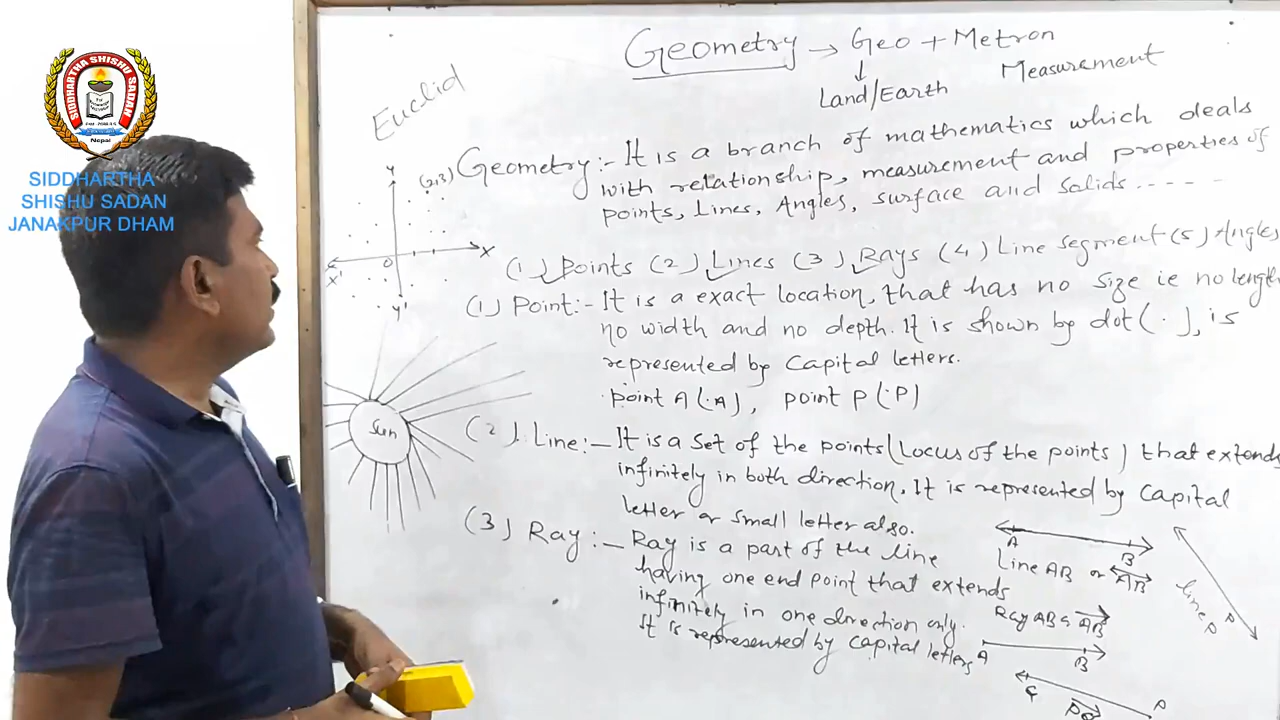 SIDDHARTHA SHISHU SADAN
Nepal
SIDDHARTHA
SHISHU SADAN
JANAKPUR DHAM
Euclid
Geometry → Geo + Metron
Land/Earth
Measurement
Geometry:- It is a branch of mathematics which deals
with relationship, measurement and properties of
points, Lines, Angles, surface and solids.....
Y
(2,3)
X' O X
Y'
(1) Points (2) Lines (3) Rays (4) Line segment (5) Angles
(1) Point:- It is a exact location, that has no size ie no length
no width and no depth. It is shown by dot (.), is
represented by Capital letters.
point A (.A), point P (.P)
Sun
(2) Line:- It is a set of the points (Locus of the points) that extends
infinitely in both direction. It is represented by Capital
letter or small letter also.
A B
Line AB or AB
line
(3) Ray:- Ray is a part of the line
having one end point that extends
infinitely in one direction only.
It is represented by capital letters
Ray AB AB
A B